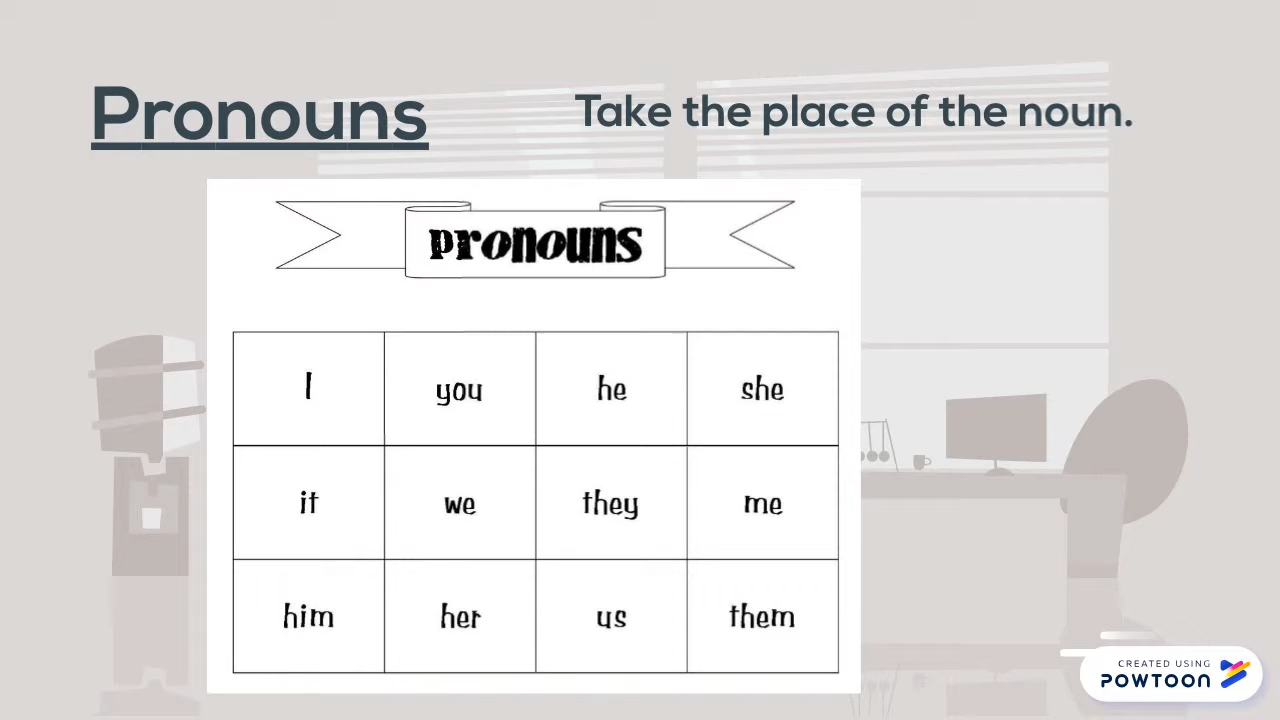 Pronouns
Take the place of the noun.
pronouns
I you he she
it we they me
him her us them
CREATED USING
POWTOON